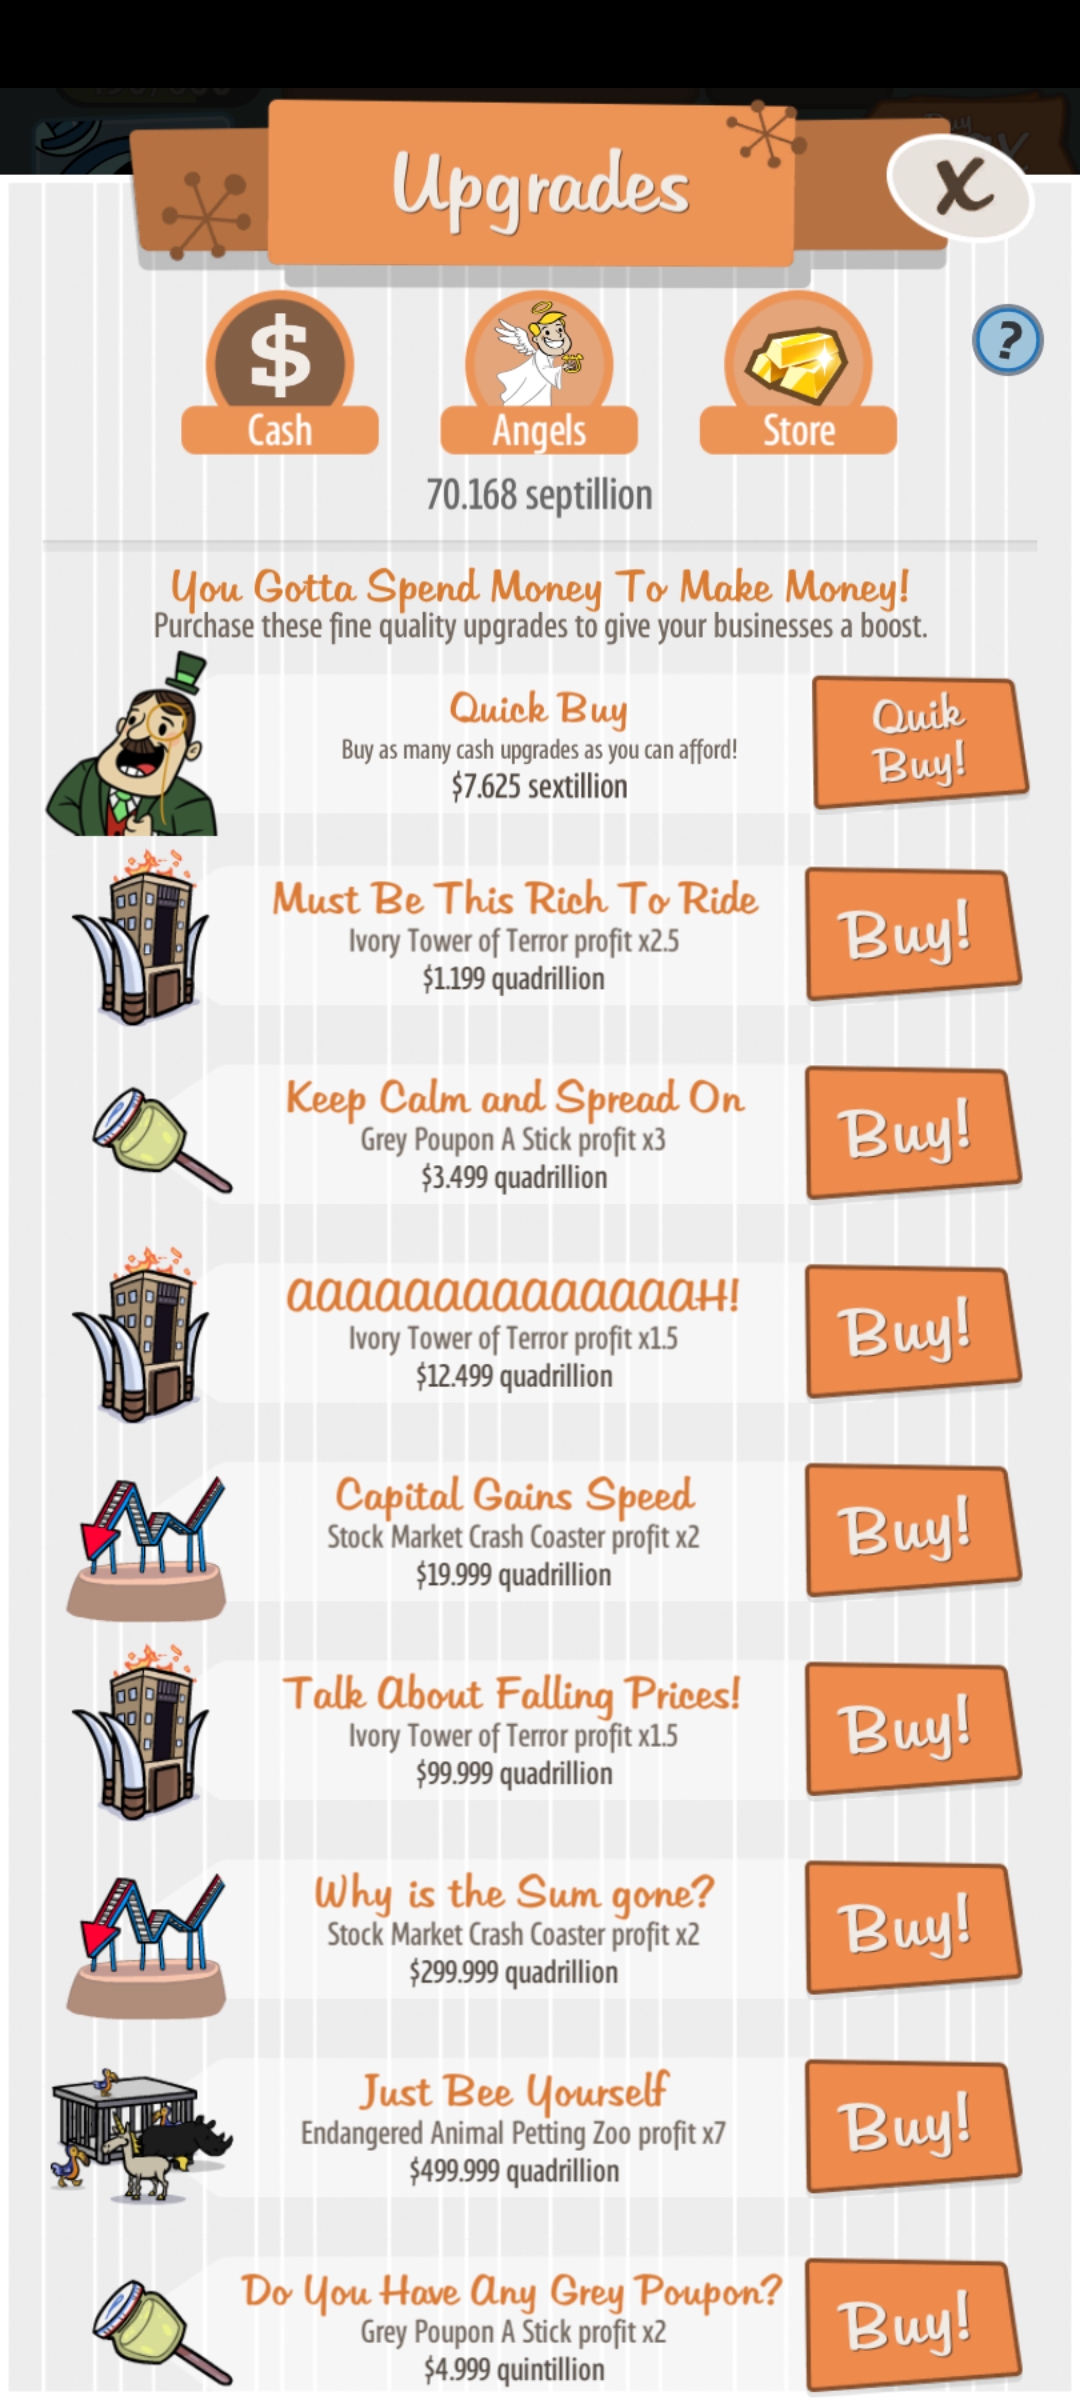 Upgrades
X
$
?
Cash
Angels
Store
70.168 septillion
You Gotta Spend Money To Make Money!
Purchase these fine quality upgrades to give your businesses a boost.
Quick Buy
Buy as many cash upgrades as you can afford!
$7.625 sextillion
Quik
Buy!
Must Be This Rich To Ride
Ivory Tower of Terror profit x2.5
$1.199 quadrillion
Buy!
Keep Calm and Spread On
Grey Poupon A Stick profit x3
$3.499 quadrillion
Buy!
aaaaaaaaaaaaaaH!
Ivory Tower of Terror profit x1.5
$12.499 quadrillion
Buy!
Capital Gains Speed
Stock Market Crash Coaster profit x2
$19.999 quadrillion
Buy!
Talk About Falling Prices!
Ivory Tower of Terror profit x1.5
$99.999 quadrillion
Buy!
Why is the Sum gone?
Stock Market Crash Coaster profit x2
$299.999 quadrillion
Buy!
Just Bee Yourself
Endangered Animal Petting Zoo profit x7
$499.999 quadrillion
Buy!
Do You Have Any Grey Poupon?
Grey Poupon A Stick profit x2
$4.999 quintillion
Buy!